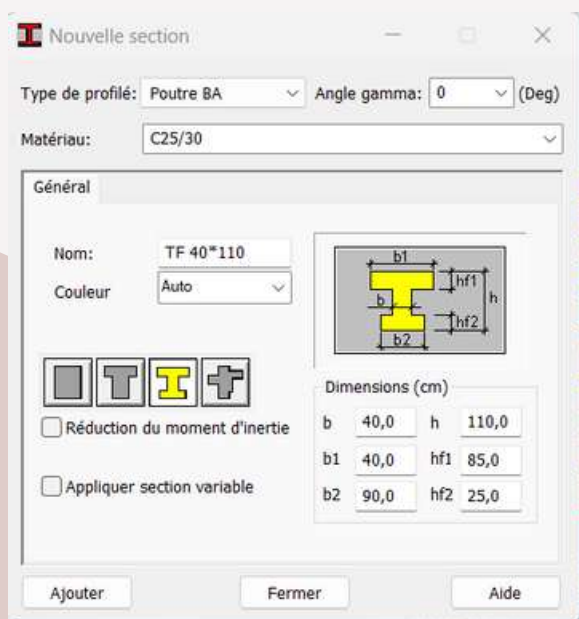 Nouvelle section
Type de profilé: Poutre BA Angle gamma: 0 (Deg)
Matériau: C25/30
Général
Nom: TF 40*110
Couleur Auto
b1
hf1
b
h
hf2
b2
Réduction du moment d'inertie
Appliquer section variable
Dimensions (cm)
b 40,0 h 110,0
b1 40,0 hf1 85,0
b2 90,0 hf2 25,0
Ajouter Fermer Aide